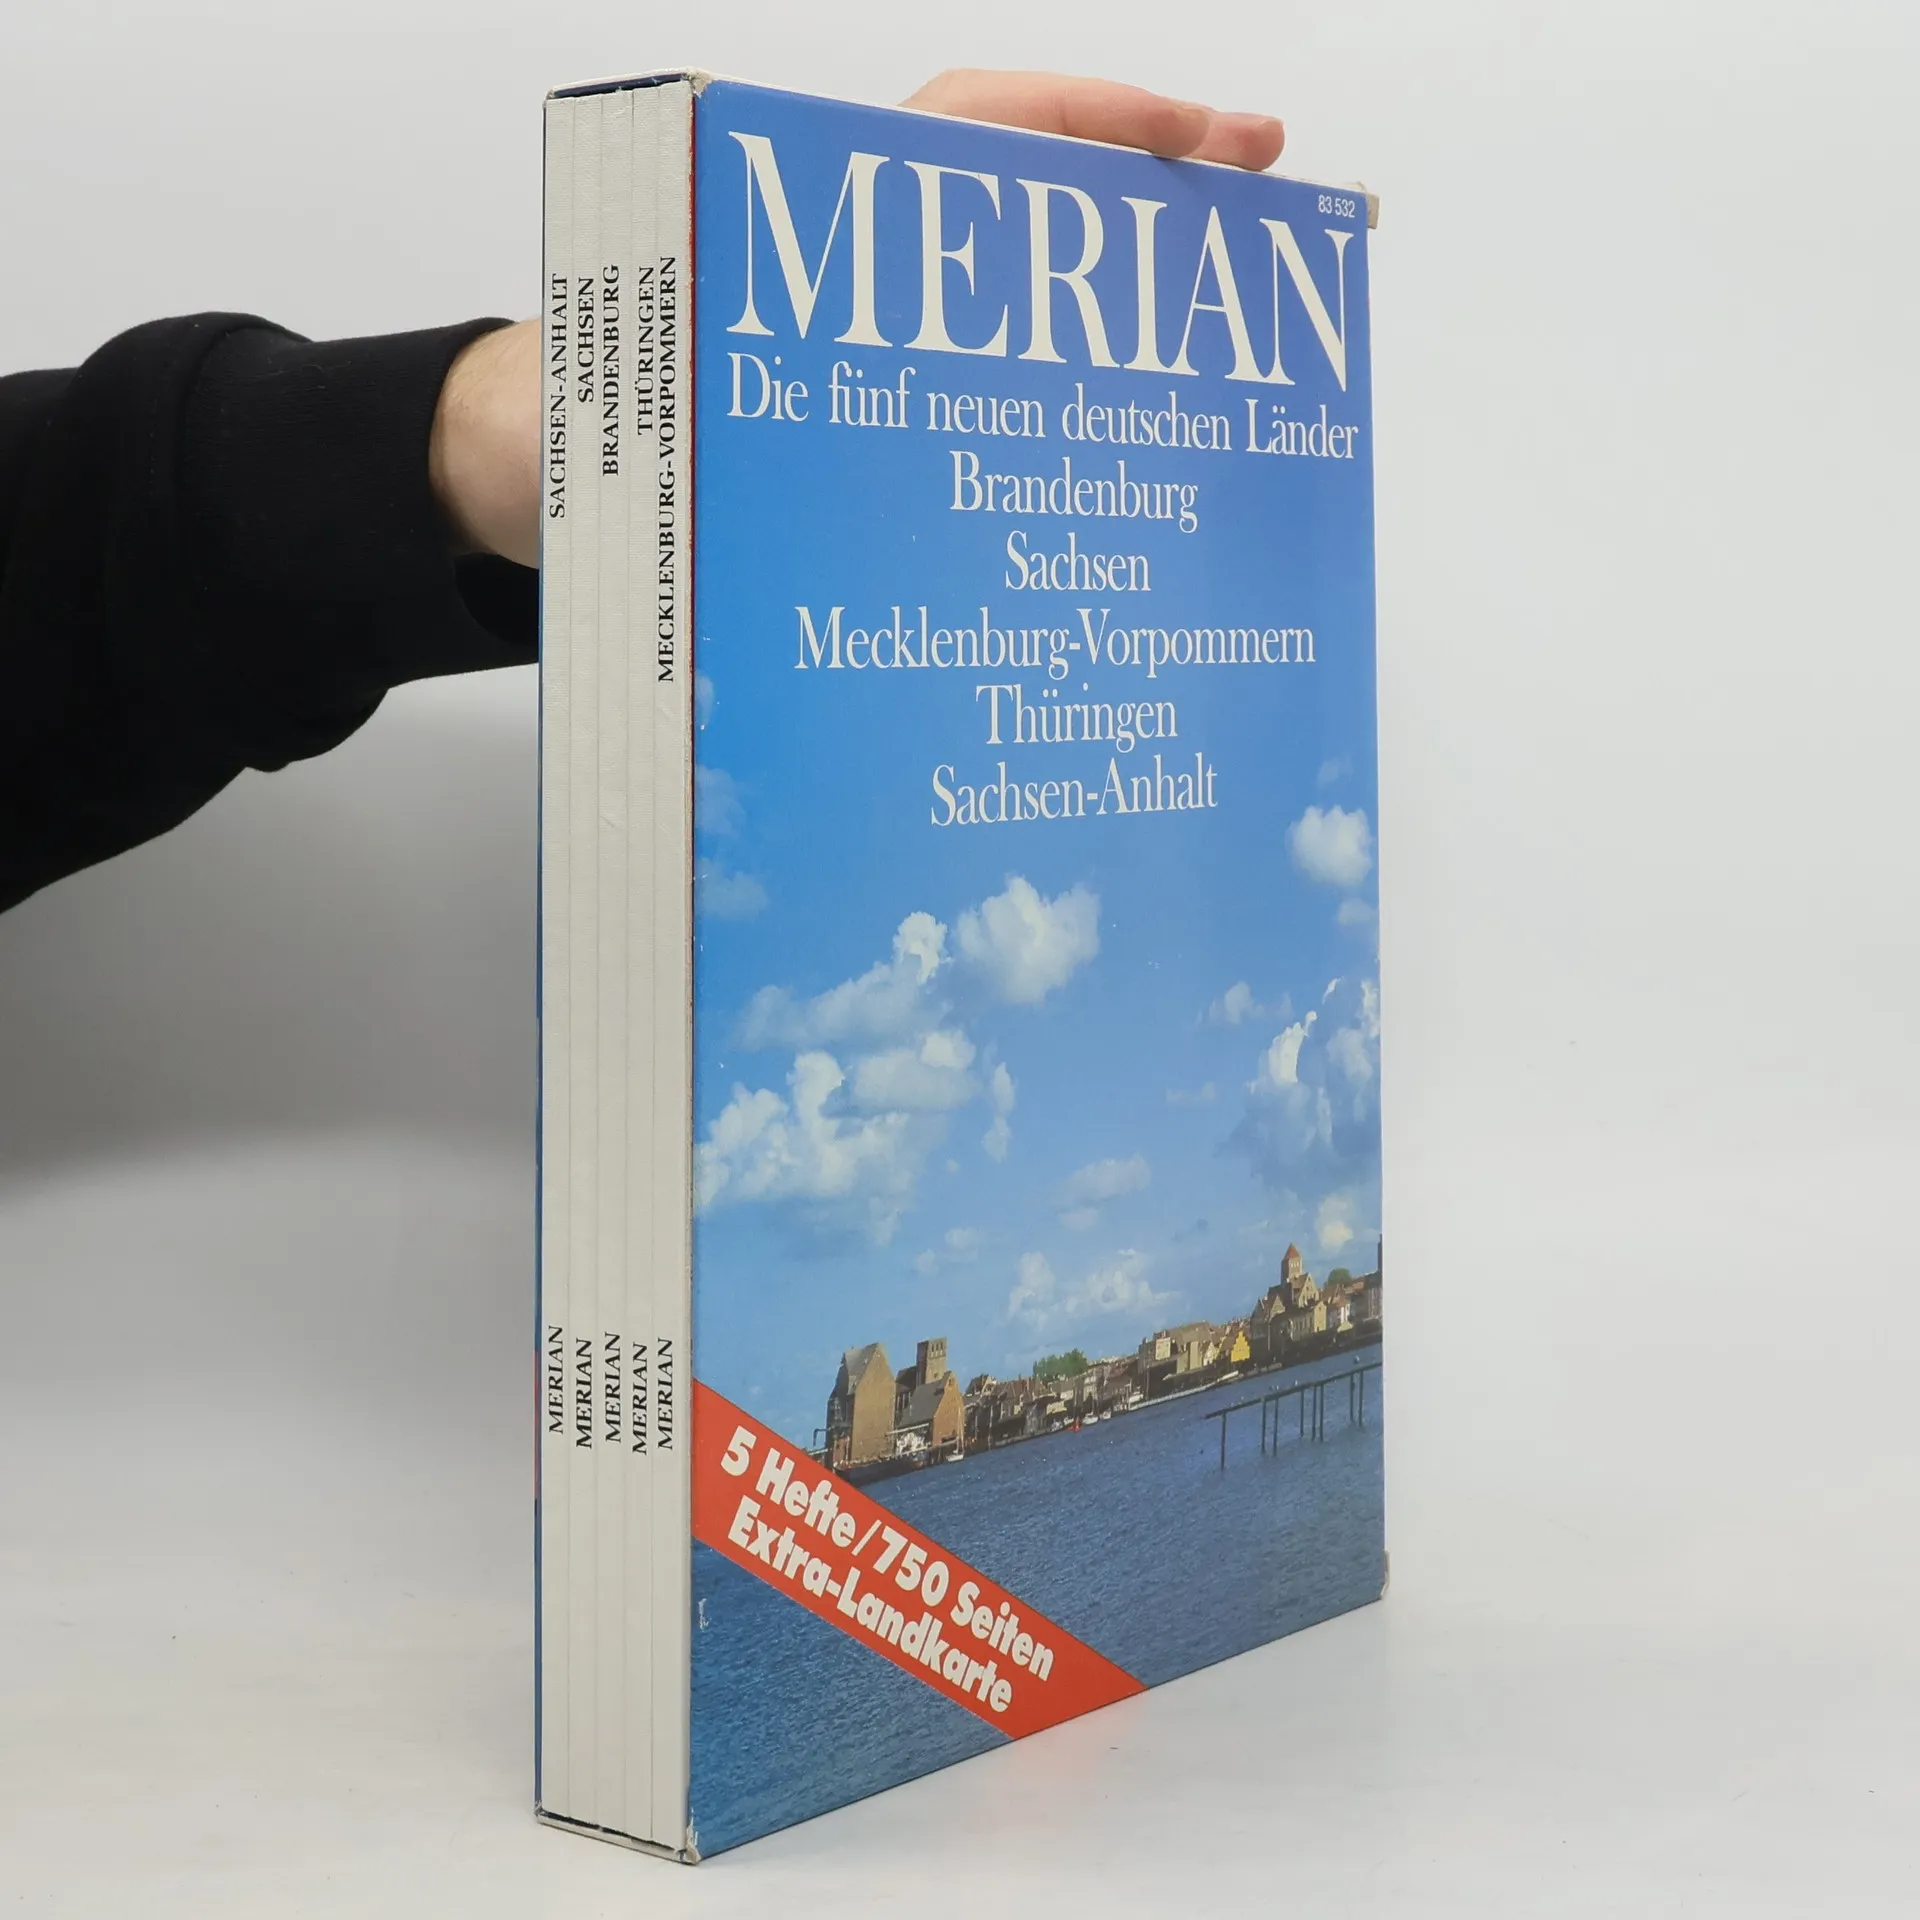 SACHSEN-ANHALT
MERIAN
SACHSEN
MERIAN
BRANDENBURG
MERIAN
THÜRINGEN
MERIAN
MECKLENBURG-VORPOMMERN
MERIAN
83 532
MERIAN
Die fünf neuen deutschen Länder
Brandenburg
Sachsen
Mecklenburg-Vorpommern
Thüringen
Sachsen-Anhalt
5 Hefte/750 Seiten
Extra-Landkarte